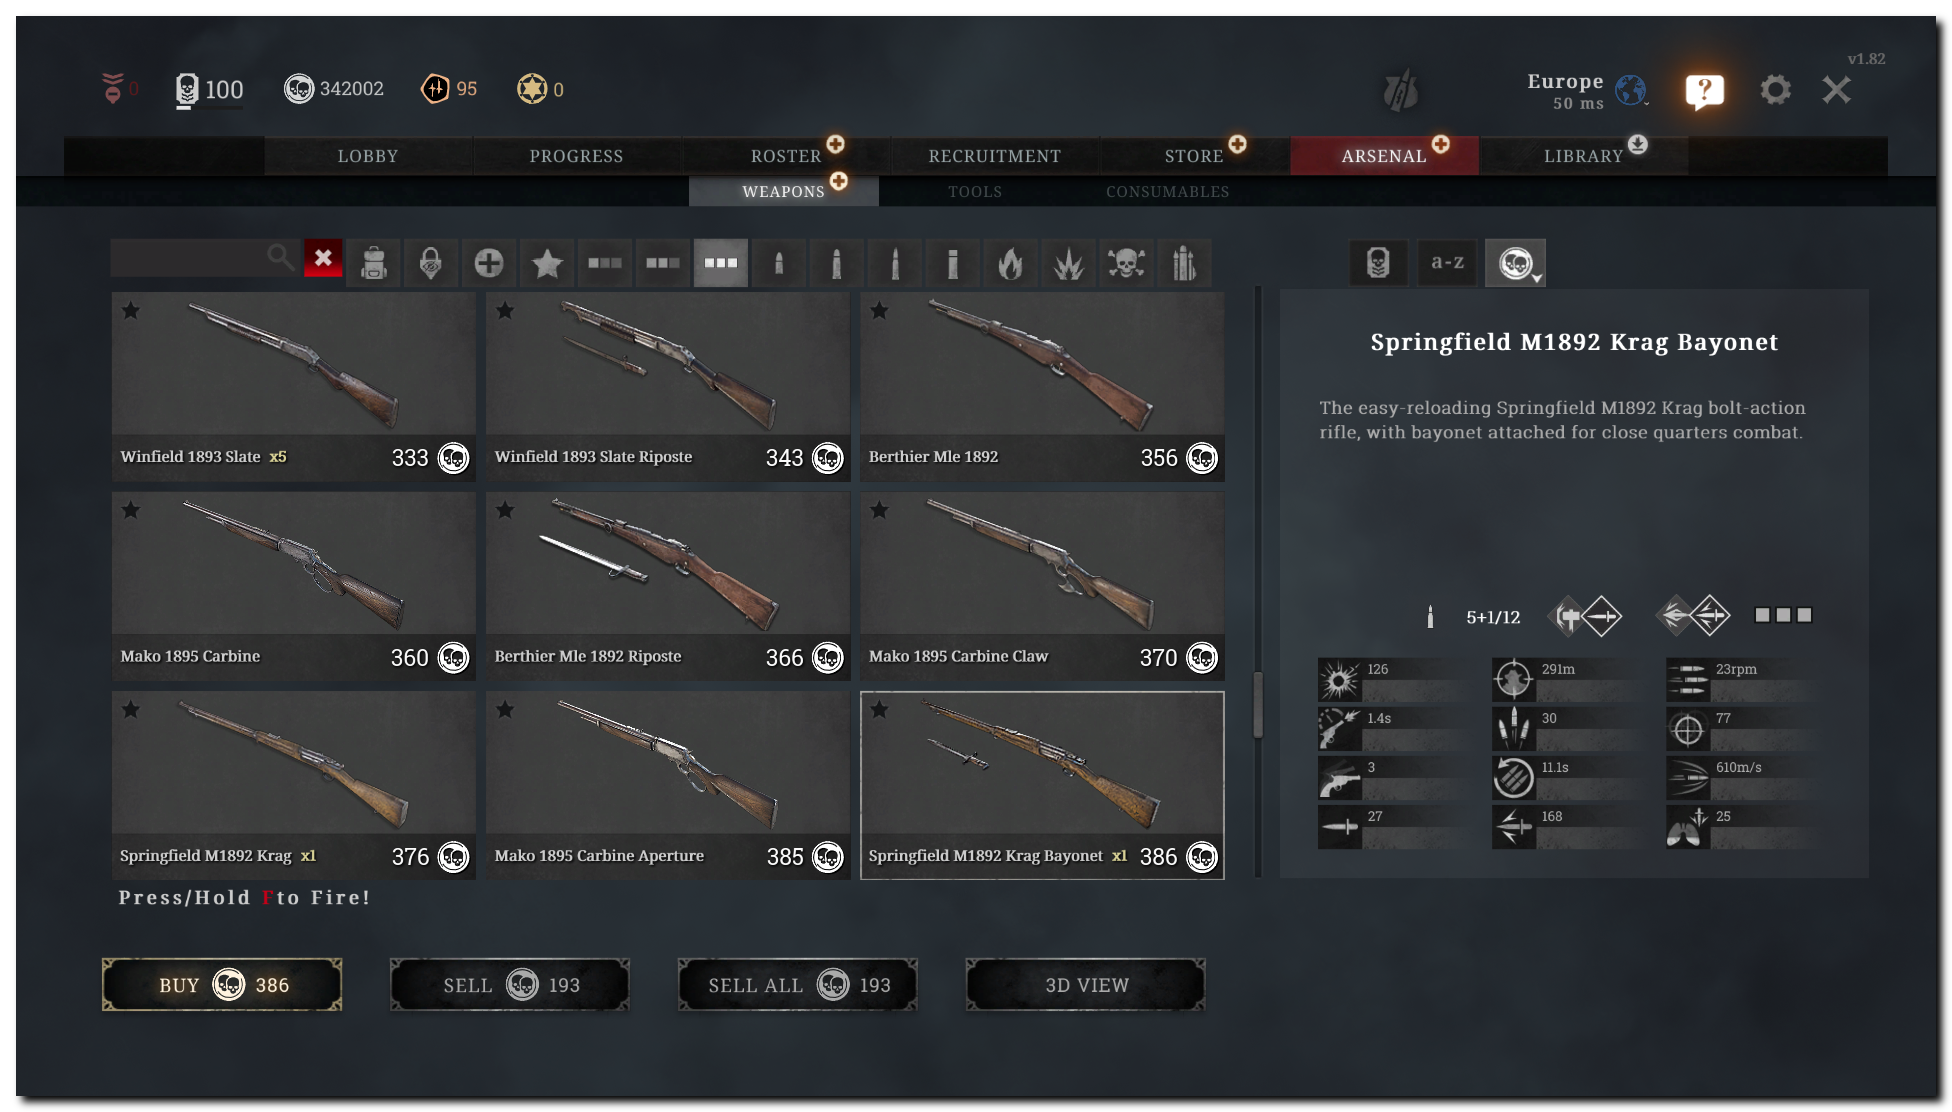 v1.82
0
100
342002
95
0
Europe
50 ms
?
LOBBY
PROGRESS
ROSTER
RECRUITMENT
STORE
ARSENAL
LIBRARY
WEAPONS
TOOLS
CONSUMABLES
a-z
Winfield 1893 Slate x5 333
Winfield 1893 Slate Riposte 343
Berthier Mle 1892 356
Mako 1895 Carbine 360
Berthier Mle 1892 Riposte 366
Mako 1895 Carbine Claw 370
Springfield M1892 Krag x1 376
Mako 1895 Carbine Aperture 385
Springfield M1892 Krag Bayonet x1 386
Press/Hold F to Fire!
BUY 386
SELL 193
SELL ALL 193
3D VIEW
Springfield M1892 Krag Bayonet
The easy-reloading Springfield M1892 Krag bolt-action
rifle, with bayonet attached for close quarters combat.
5+1/12
126
291m
23rpm
1.4s
30
77
3
11.1s
610m/s
27
168
25